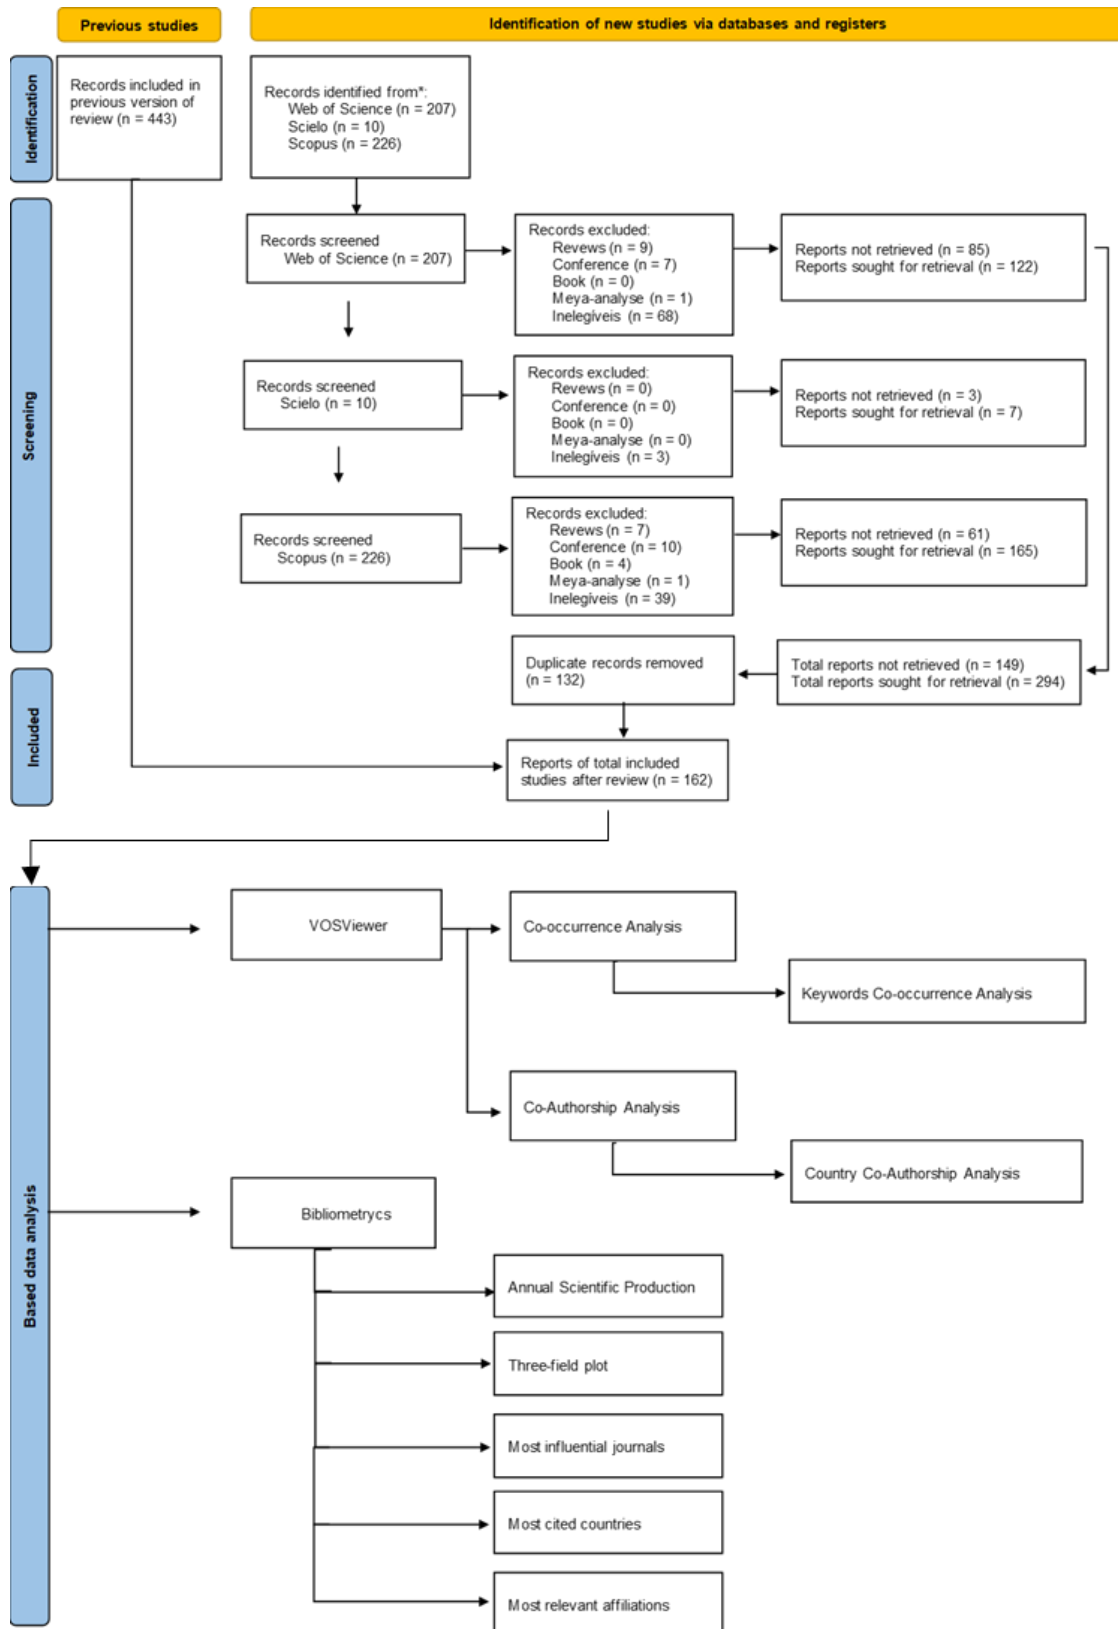 Previous studies
Identification of new studies via databases and registers
Identification
Records included in
previous version of
review (n = 443)
Records identified from*:
Web of Science (n = 207)
Scielo (n = 10)
Scopus (n = 226)
Screening
Records screened
Web of Science (n = 207)
Records excluded:
Revews (n = 9)
Conference (n = 7)
Book (n = 0)
Meya-analyse (n = 1)
Inelegíveis (n = 68)
Reports not retrieved (n = 85)
Reports sought for retrieval (n = 122)
Records screened
Scielo (n = 10)
Records excluded:
Revews (n = 0)
Conference (n = 0)
Book (n = 0)
Meya-analyse (n = 0)
Inelegíveis (n = 3)
Reports not retrieved (n = 3)
Reports sought for retrieval (n = 7)
Records screened
Scopus (n = 226)
Records excluded:
Revews (n = 7)
Conference (n = 10)
Book (n = 4)
Meya-analyse (n = 1)
Inelegíveis (n = 39)
Reports not retrieved (n = 61)
Reports sought for retrieval (n = 165)
Included
Duplicate records removed
(n = 132)
Total reports not retrieved (n = 149)
Total reports sought for retrieval (n = 294)
Reports of total included
studies after review (n = 162)
Based data analysis
VOSViewer
Co-occurrence Analysis
Keywords Co-occurrence Analysis
Co-Authorship Analysis
Country Co-Authorship Analysis
Bibliometrycs
Annual Scientific Production
Three-field plot
Most influential journals
Most cited countries
Most relevant affiliations